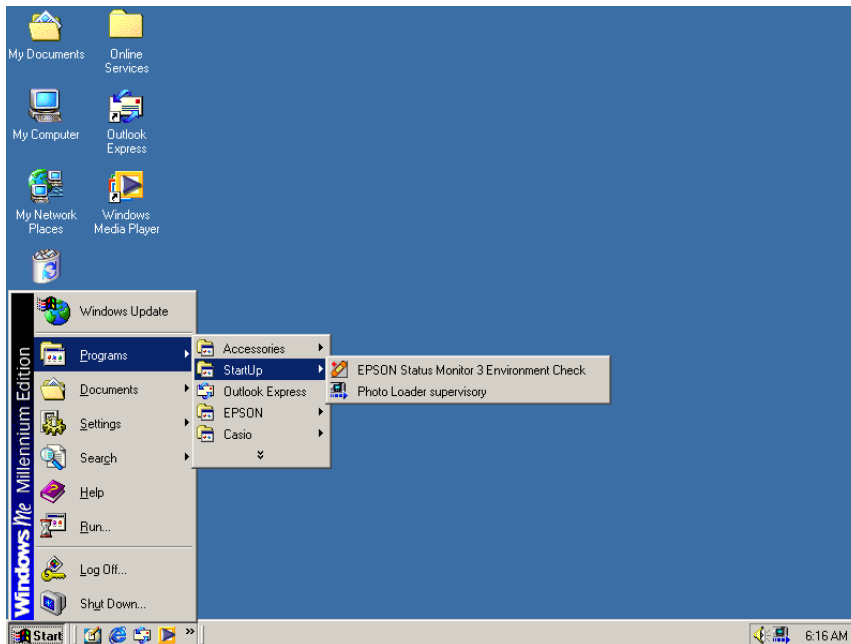 My Documents
Online
Services
My Computer
Outlook
Express
My Network
Places
Windows
Media Player
Windows Me Millennium Edition
Windows Update
Programs
Documents
Settings
Search
Help
Run...
Log Off...
Shut Down...
Accessories
StartUp
Outlook Express
EPSON
Casio
EPSON Status Monitor 3 Environment Check
Photo Loader supervisory
Start
6:16 AM